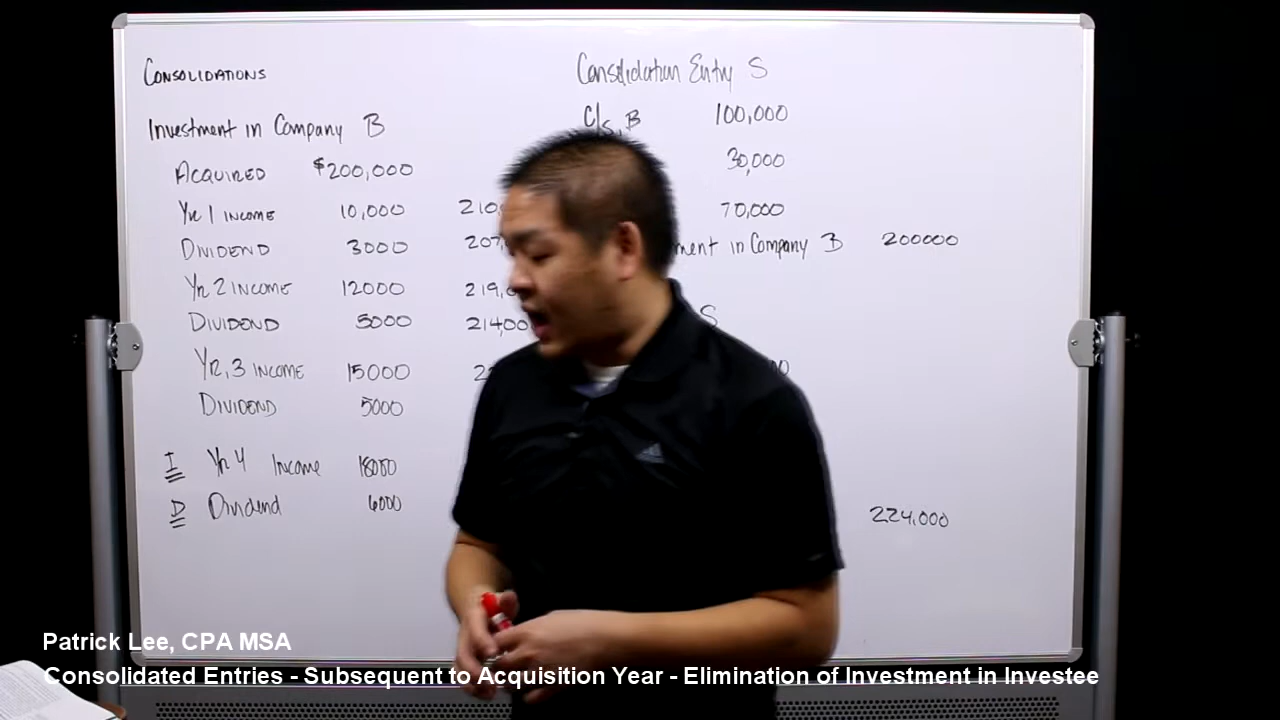 CONSOLIDATIONS
Investment in Company B
ACQUIRED $200,000
YR 1 INCOME 10,000 210,
DIVIDEND 3000 207,
YR 2 INCOME 12000 219,0
DIVIDEND 5000 214,00
YR, 3 INCOME 15000 22
DIVIDEND 5000
I YR 4 Income 18000
D Dividend 6000
Consolidation Entry S
C/S, B 100,000
30,000
70,000
ment in Company B 200000
S
224,000
Patrick Lee, CPA MSA
Consolidated Entries - Subsequent to Acquisition Year - Elimination of Investment in Investee